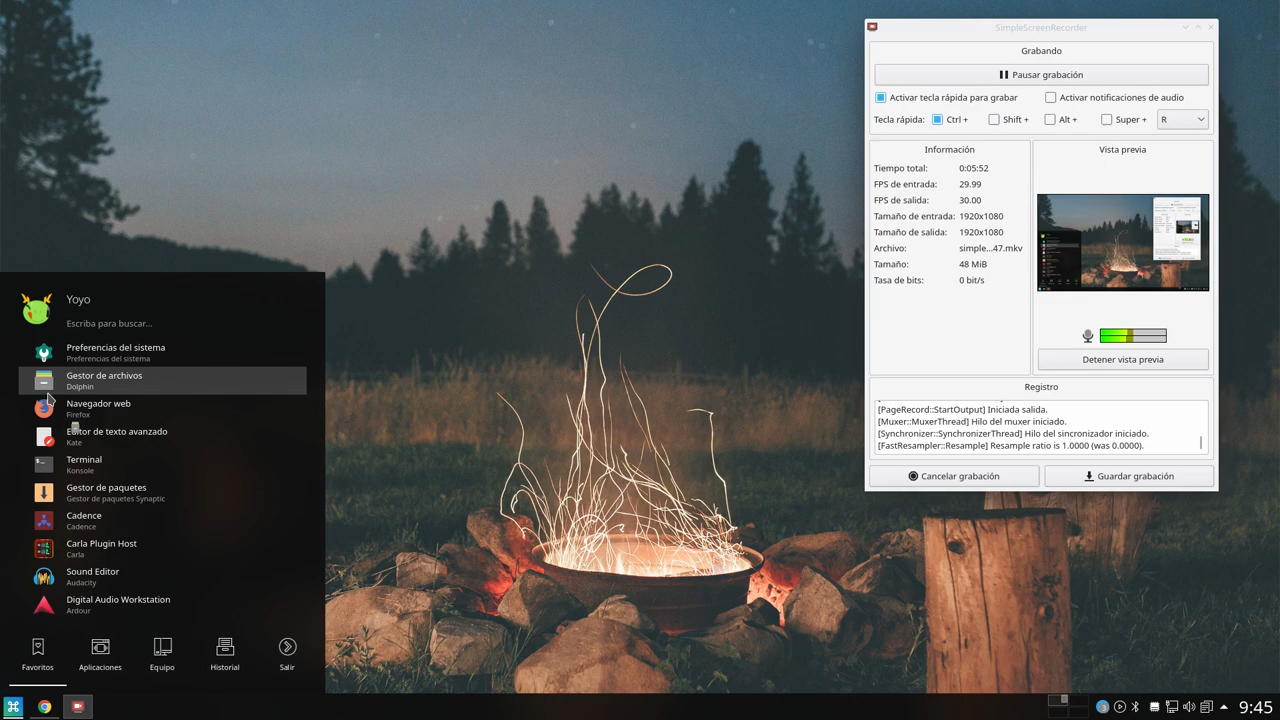 SimpleScreenRecorder
Grabando
Pausar grabación
Activar tecla rápida para grabar
Activar notificaciones de audio
Tecla rápida: Ctrl + Shift + Alt + Super + R
Información
Tiempo total: 0:05:52
FPS de entrada: 29.99
FPS de salida: 30.00
Tamaño de entrada: 1920x1080
Tamaño de salida: 1920x1080
Archivo: simple...47.mkv
Tamaño: 48 MiB
Tasa de bits: 0 bit/s
Vista previa
Detener vista previa
Registro
[PageRecord::StartOutput] Iniciada salida.
[Muxer::MuxerThread] Hilo del muxer iniciado.
[Synchronizer::SynchronizerThread] Hilo del sincronizador iniciado.
[FastResampler::Resample] Resample ratio is 1.0000 (was 0.0000).
Cancelar grabación
Guardar grabación
Yoyo
Escriba para buscar...
Preferencias del sistema
Preferencias del sistema
Gestor de archivos
Dolphin
Navegador web
Firefox
Editor de texto avanzado
Kate
Terminal
Konsole
Gestor de paquetes
Gestor de paquetes Synaptic
Cadence
Cadence
Carla Plugin Host
Carla
Sound Editor
Audacity
Digital Audio Workstation
Ardour
Favoritos
Aplicaciones
Equipo
Historial
Salir
3
9:45